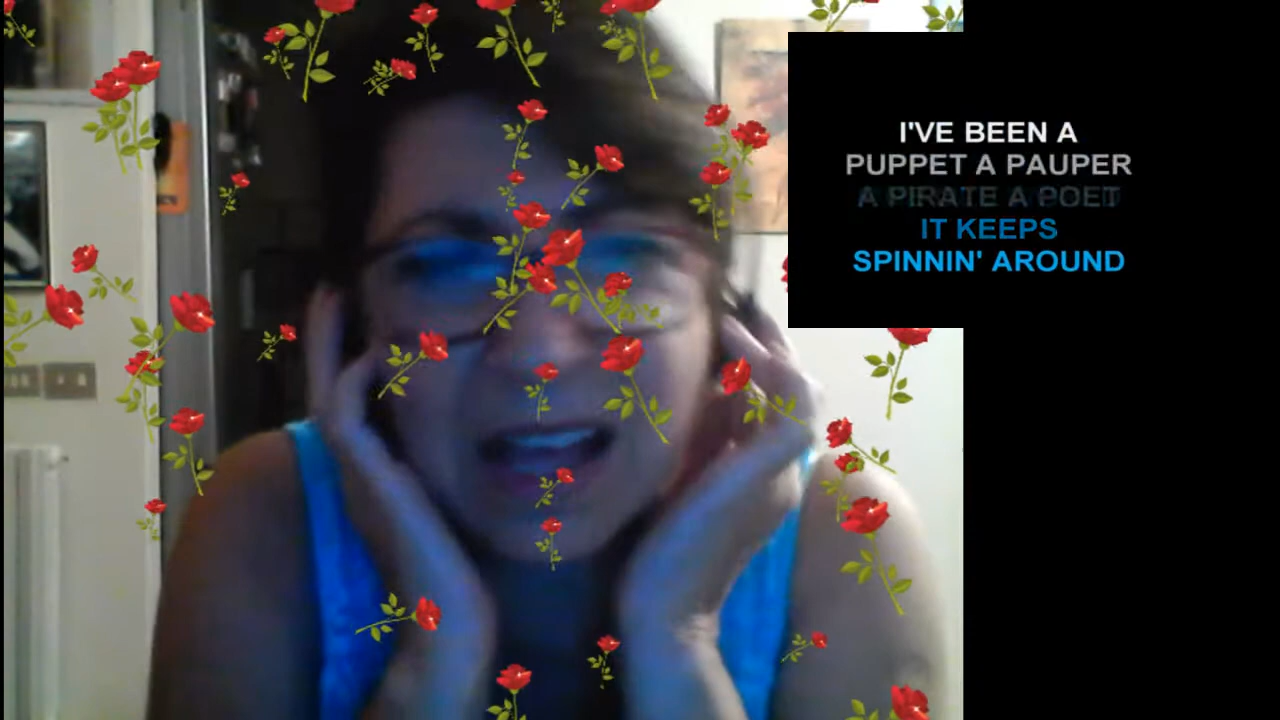 I'VE BEEN A
PUPPET A PAUPER
A PIRATE A POET
IT KEEPS
SPINNIN' AROUND